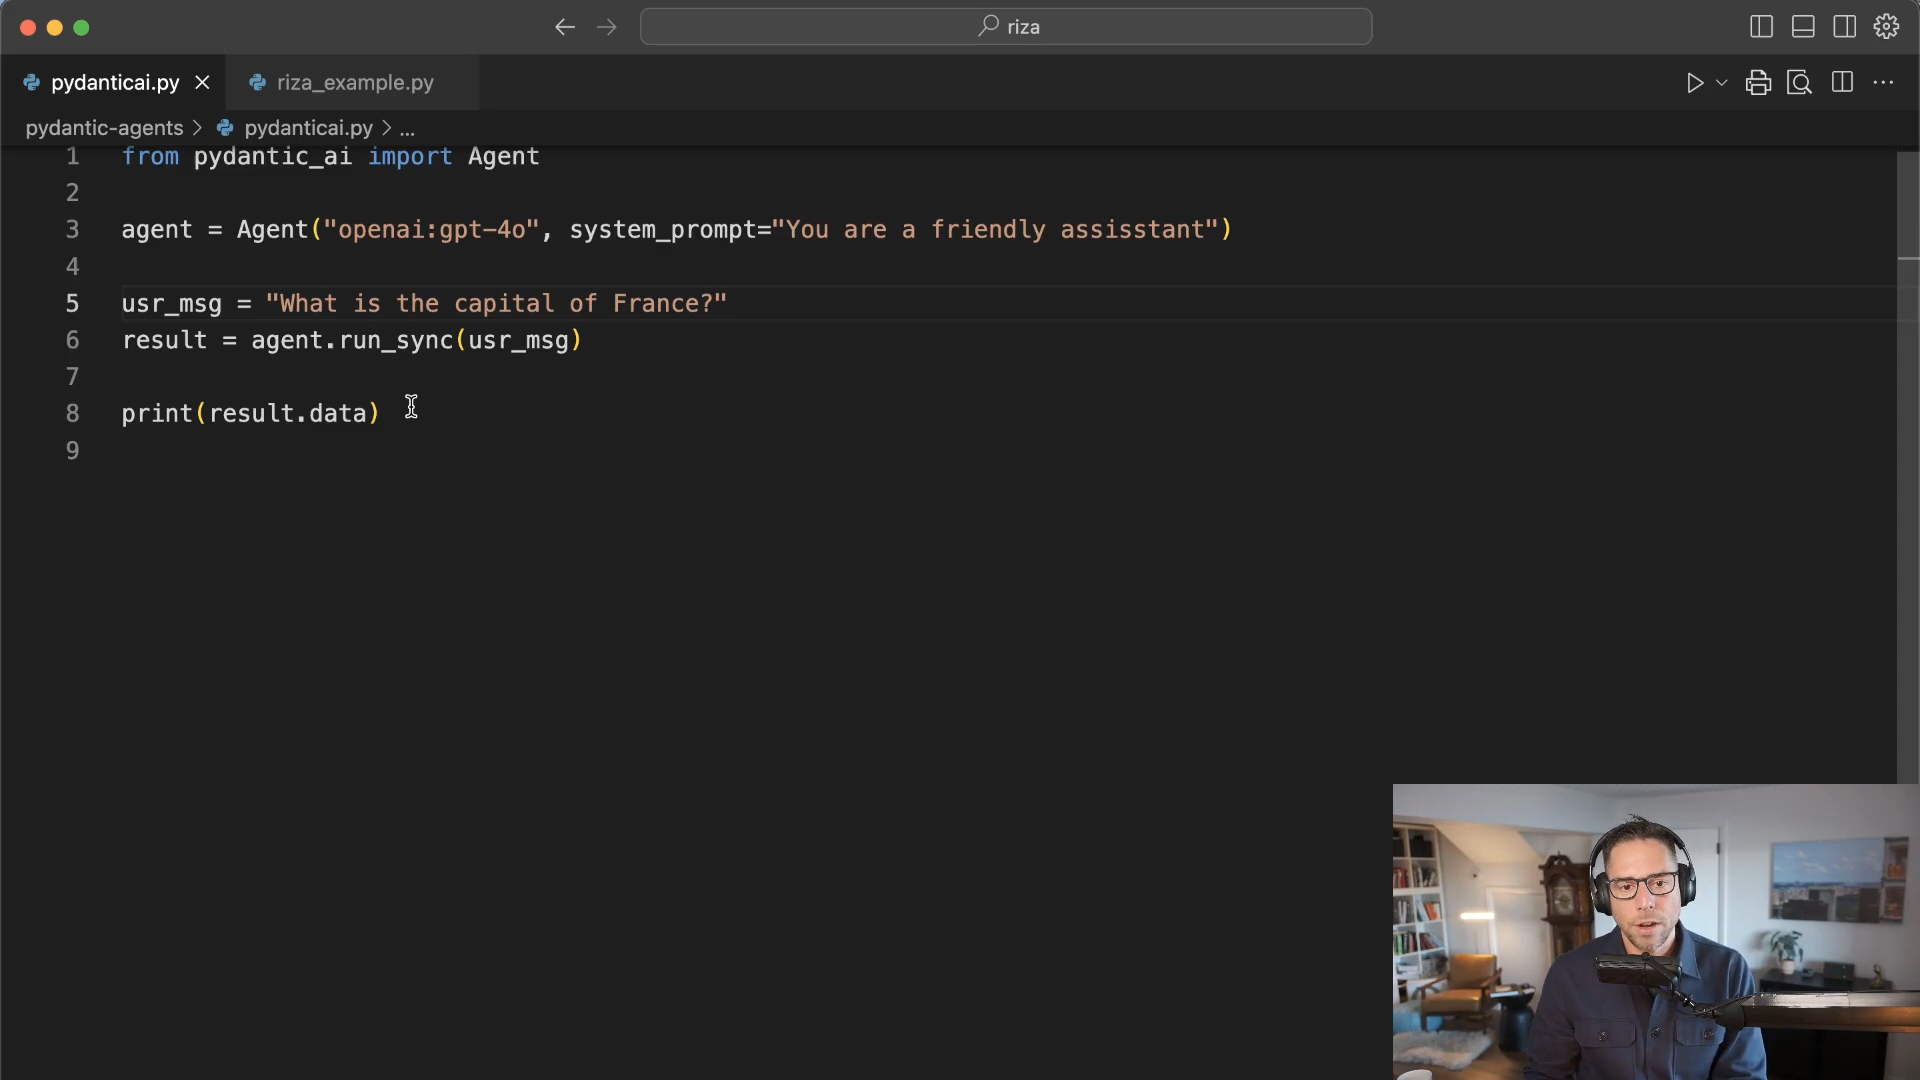 riza
pydanticai.py
riza_example.py
pydantic-agents > pydanticai.py > ...
1 from pydantic_ai import Agent
2
3 agent = Agent("openai:gpt-4o", system_prompt="You are a friendly assisstant")
4
5 usr_msg = "What is the capital of France?"
6 result = agent.run_sync(usr_msg)
7
8 print(result.data)
9